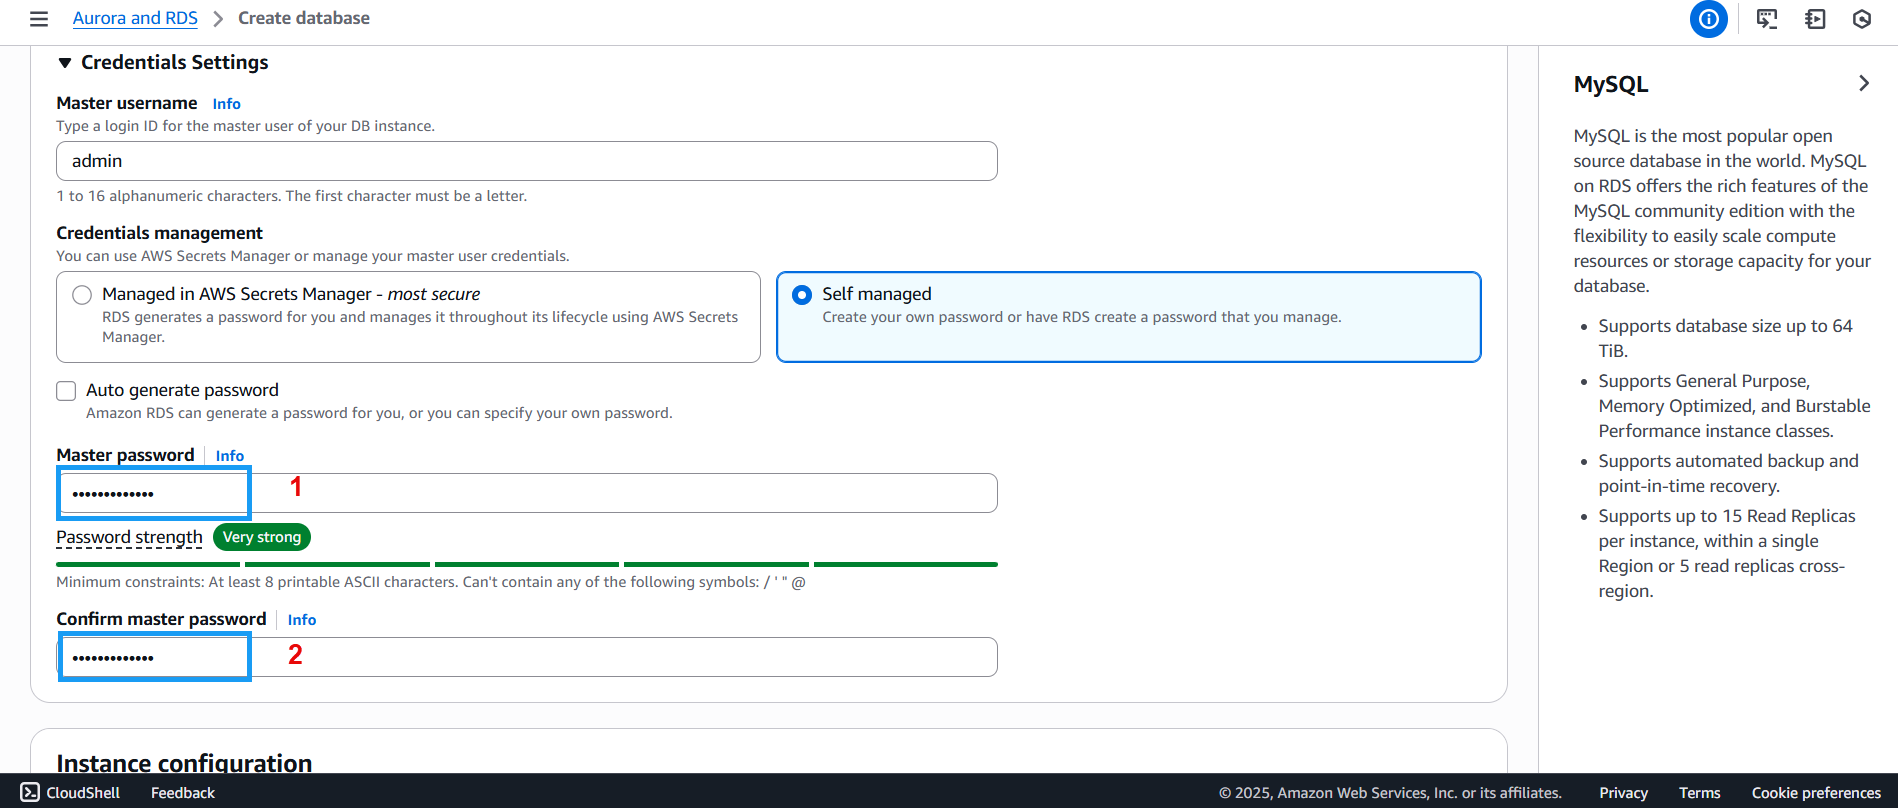 Aurora and RDS > Create database
Credentials Settings
Master username Info
Type a login ID for the master user of your DB instance.
admin
1 to 16 alphanumeric characters. The first character must be a letter.
Credentials management
You can use AWS Secrets Manager or manage your master user credentials.
Managed in AWS Secrets Manager - most secure
RDS generates a password for you and manages it throughout its lifecycle using AWS Secrets
Manager.
Self managed
Create your own password or have RDS create a password that you manage.
Auto generate password
Amazon RDS can generate a password for you, or you can specify your own password.
Master password Info
••••••••••••• 1
Password strength Very strong
Minimum constraints: At least 8 printable ASCII characters. Can't contain any of the following symbols: / ' " @
Confirm master password Info
••••••••••••• 2
Instance configuration
MySQL
MySQL is the most popular open
source database in the world. MySQL
on RDS offers the rich features of the
MySQL community edition with the
flexibility to easily scale compute
resources or storage capacity for your
database.
• Supports database size up to 64
TiB.
• Supports General Purpose,
Memory Optimized, and Burstable
Performance instance classes.
• Supports automated backup and
point-in-time recovery.
• Supports up to 15 Read Replicas
per instance, within a single
Region or 5 read replicas cross-
region.
CloudShell Feedback © 2025, Amazon Web Services, Inc. or its affiliates. Privacy Terms Cookie preferences